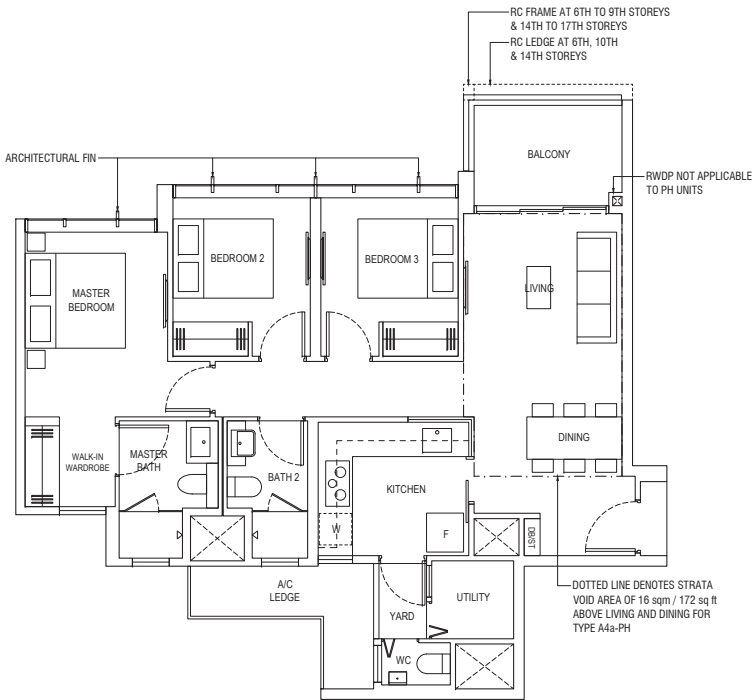 RC FRAME AT 6TH TO 9TH STOREYS
& 14TH TO 17TH STOREYS
RC LEDGE AT 6TH, 10TH
& 14TH STOREYS
ARCHITECTURAL FIN
BALCONY
RWDP NOT APPLICABLE
TO PH UNITS
BEDROOM 2
BEDROOM 3
MASTER
BEDROOM
LIVING
DINING
WALK-IN
WARDROBE
MASTER
BATH
BATH 2
KITCHEN
W
F
DB/ST
A/C
LEDGE
YARD
UTILITY
WC
DOTTED LINE DENOTES STRATA
VOID AREA OF 16 sqm / 172 sq ft
ABOVE LIVING AND DINING FOR
TYPE A4a-PH